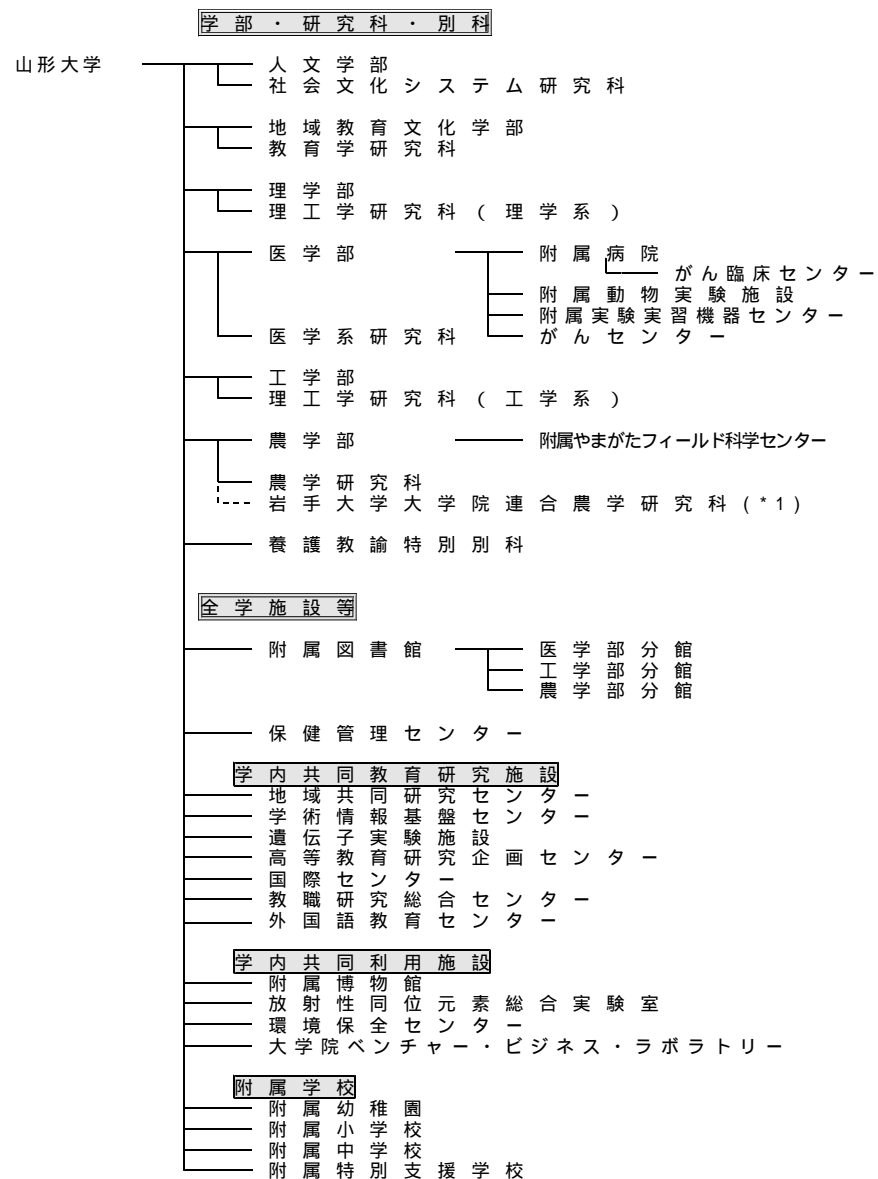 学部・研究科・別科
山形大学 人文学部
社会文化システム研究科
地域教育文化学部
教育学研究科
理学部
理工学研究科(理学系)
医学部 附属病院
がん臨床センター
附属動物実験施設
附属実験実習機器センター
医学系研究科 がんセンター
工学部
理工学研究科(工学系)
農学部 附属やまがたフィールド科学センター
農学研究科
岩手大学大学院連合農学研究科(*1)
養護教諭特別別科
全学施設等
附属図書館 医学部分館
工学部分館
農学部分館
保健管理センター
学内共同教育研究施設
地域共同研究センター
学術情報基盤センター
遺伝子実験施設
高等教育研究企画センター
国際センター
教職研究総合センター
外国語教育センター
学内共同利用施設
附属博物館
放射性同位元素総合実験室
環境保全センター
大学院ベンチャー・ビジネス・ラボラトリー
附属学校
附属幼稚園
附属小学校
附属中学校
附属特別支援学校